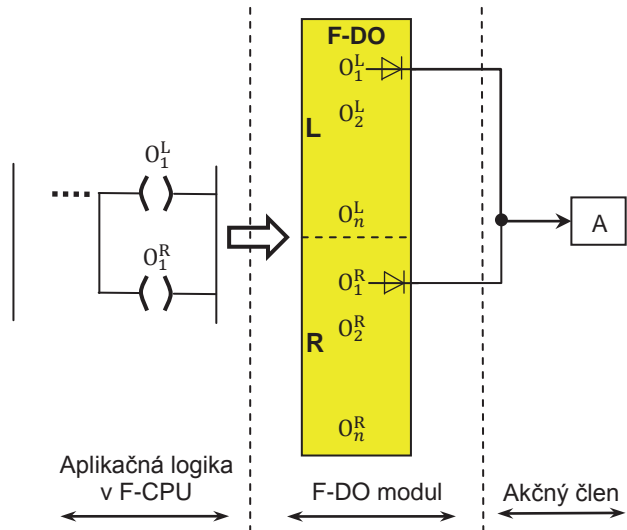 F-DO
O₁ᴸ
O₂ᴸ
L
Oₙᴸ
O₁ᴿ
O₂ᴿ
R
Oₙᴿ
O₁ᴸ
O₁ᴿ
A
Aplikačná logika
v F-CPU
F-DO modul
Akčný člen